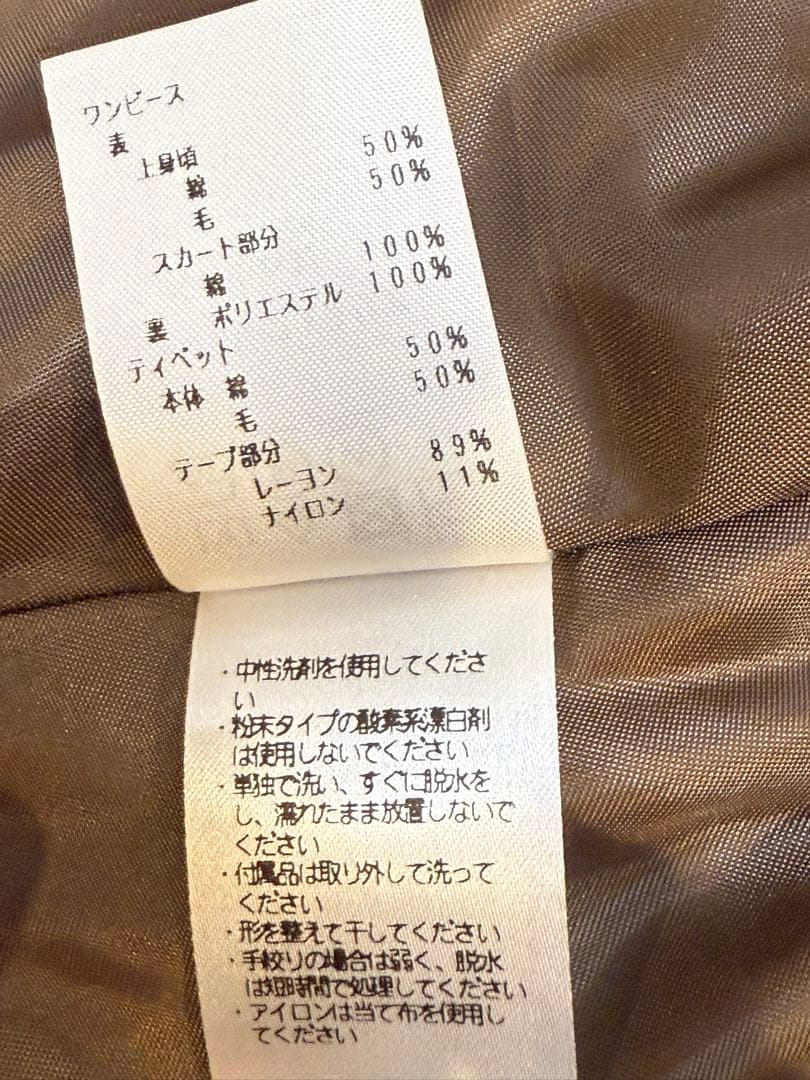 ワンピース
表
上身頃
綿 50%
毛 50%
スカート部分
綿 100%
裏 ポリエステル 100%
ティペット
本体 綿 50%
毛 50%
テープ部分
レーヨン 89%
ナイロン 11%
・中性洗剤を使用してくださ
い
・粉末タイプの酸素系漂白剤
は使用しないでください
・単独で洗い、すぐに脱水を
し、濡れたまま放置しないで
ください
・付属品は取り外して洗って
ください
・形を整えて干してください
・手絞りの場合は弱く、脱水
は短時間で処理してください
・アイロンは当て布を使用し
てください